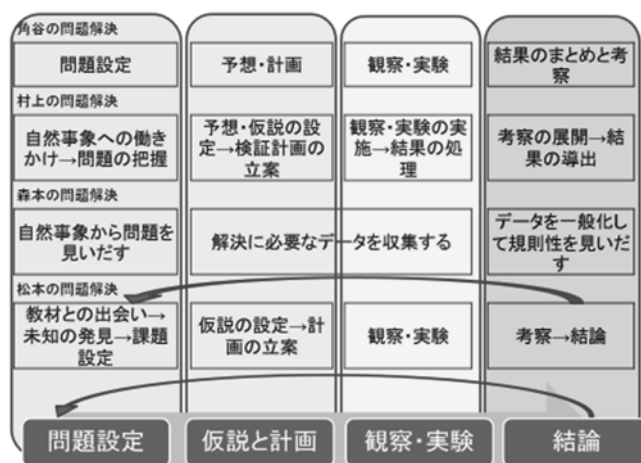 角谷の問題解決
問題設定
予想・計画
観察・実験
結果のまとめと考
察
村上の問題解決
自然事象への働き
かけ→問題の把握
予想・仮説の設
定→検証計画の
立案
観察・実験の実
施→結果の処
理
考察の展開→結
果の導出
森本の問題解決
自然事象から問題を
見いだす
解決に必要なデータを収集する
データを一般化
して規則性を見いだ
す
松本の問題解決
教材との出会い→
未知の発見→課題
設定
仮説の設定→計
画の立案
観察・実験
考察→結論
問題設定
仮説と計画
観察・実験
結論